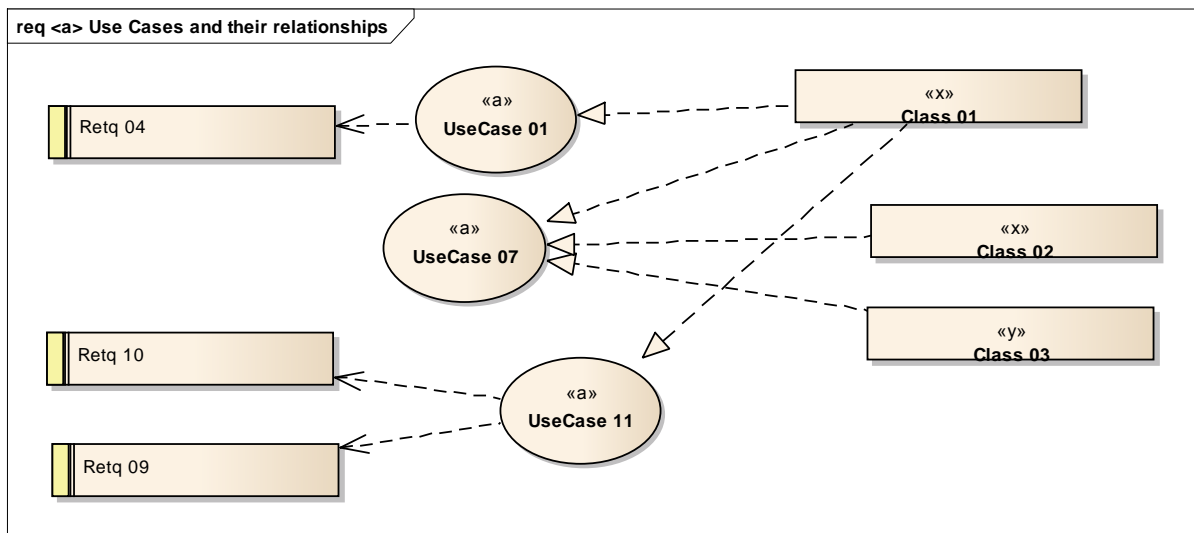 req <a> Use Cases and their relationships
Retq 04
«a»
UseCase 01
«x»
Class 01
«a»
UseCase 07
«x»
Class 02
«y»
Class 03
Retq 10
«a»
UseCase 11
Retq 09